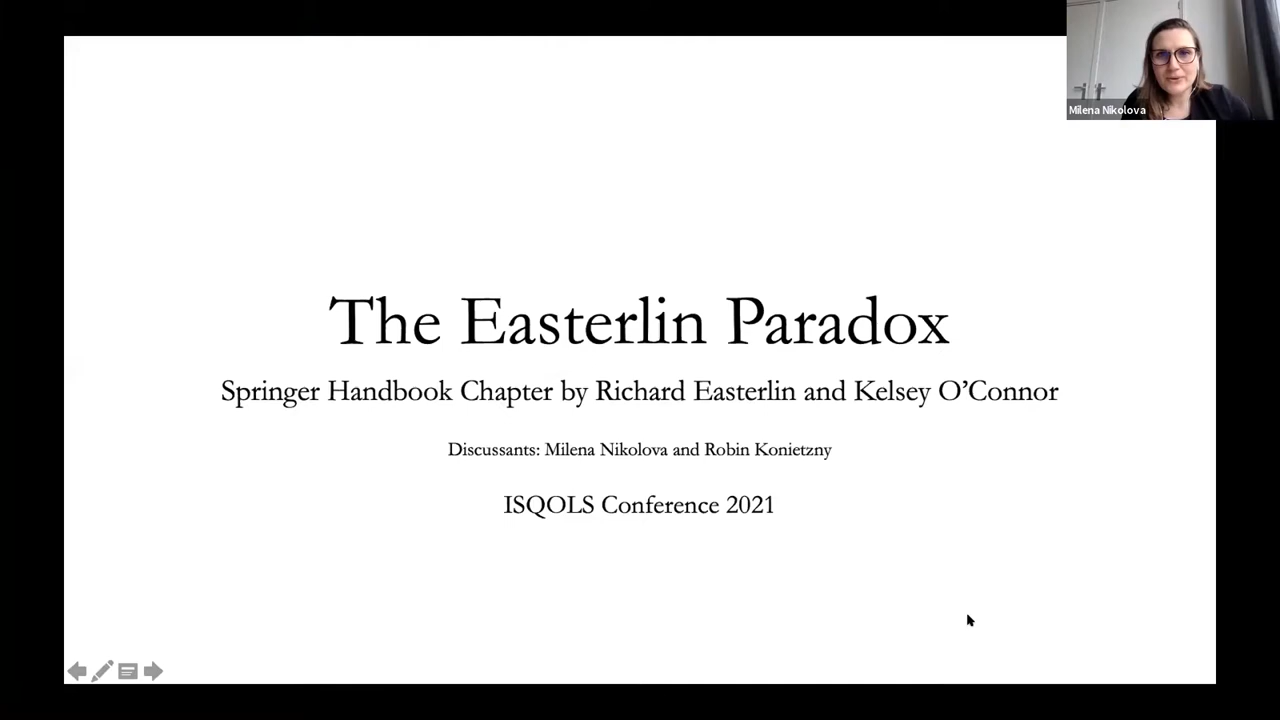 Milena Nikolova
The Easterlin Paradox
Springer Handbook Chapter by Richard Easterlin and Kelsey O’Connor
Discussants: Milena Nikolova and Robin Konietzny
ISQOLS Conference 2021